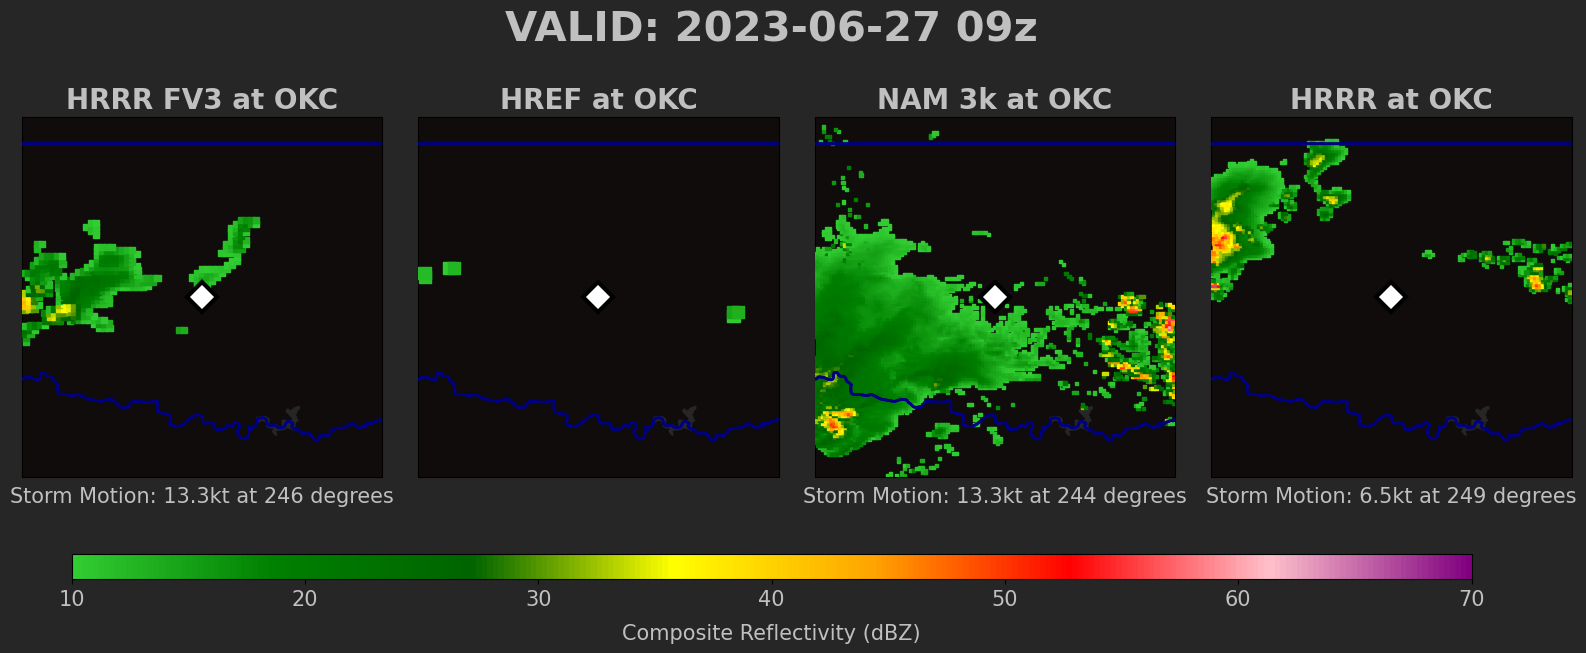 VALID: 2023-06-27 09z
HRRR FV3 at OKC
HREF at OKC
NAM 3k at OKC
HRRR at OKC
Storm Motion: 13.3kt at 246 degrees
Storm Motion: 13.3kt at 244 degrees
Storm Motion: 6.5kt at 249 degrees
10 20 30 40 50 60 70
Composite Reflectivity (dBZ)